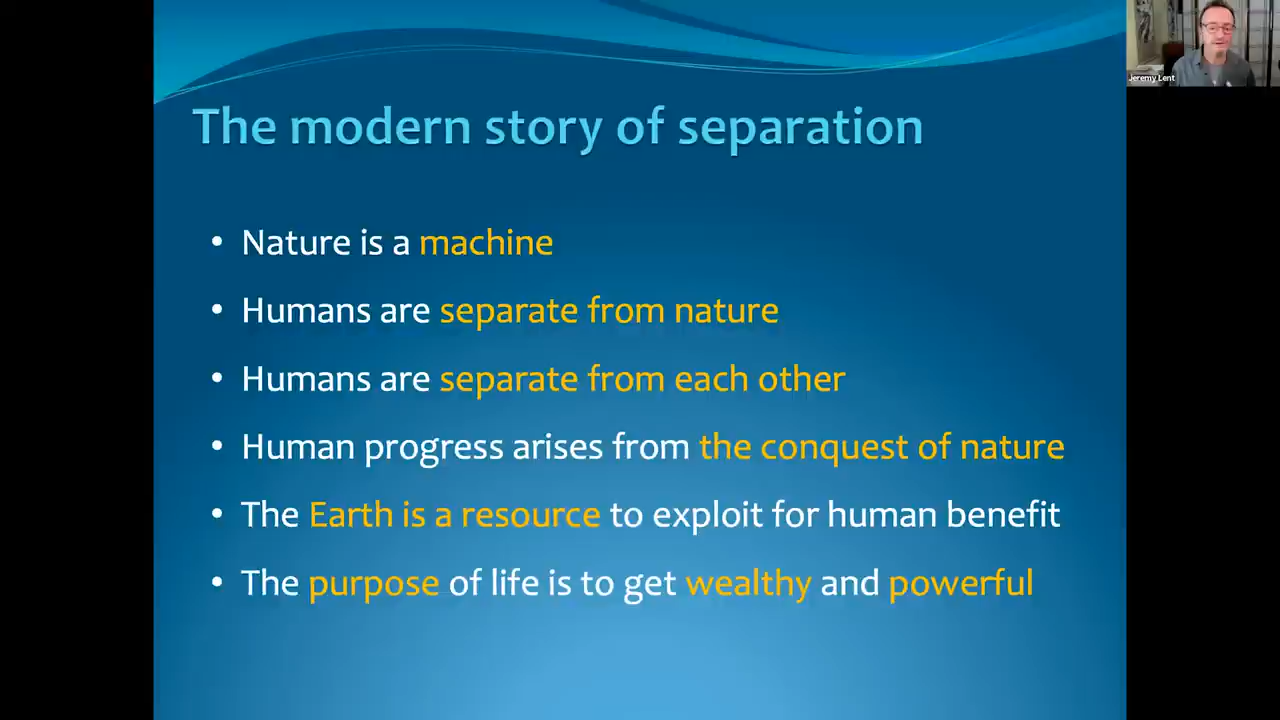 The modern story of separation
• Nature is a machine
• Humans are separate from nature
• Humans are separate from each other
• Human progress arises from the conquest of nature
• The Earth is a resource to exploit for human benefit
• The purpose of life is to get wealthy and powerful
Jeremy Lent